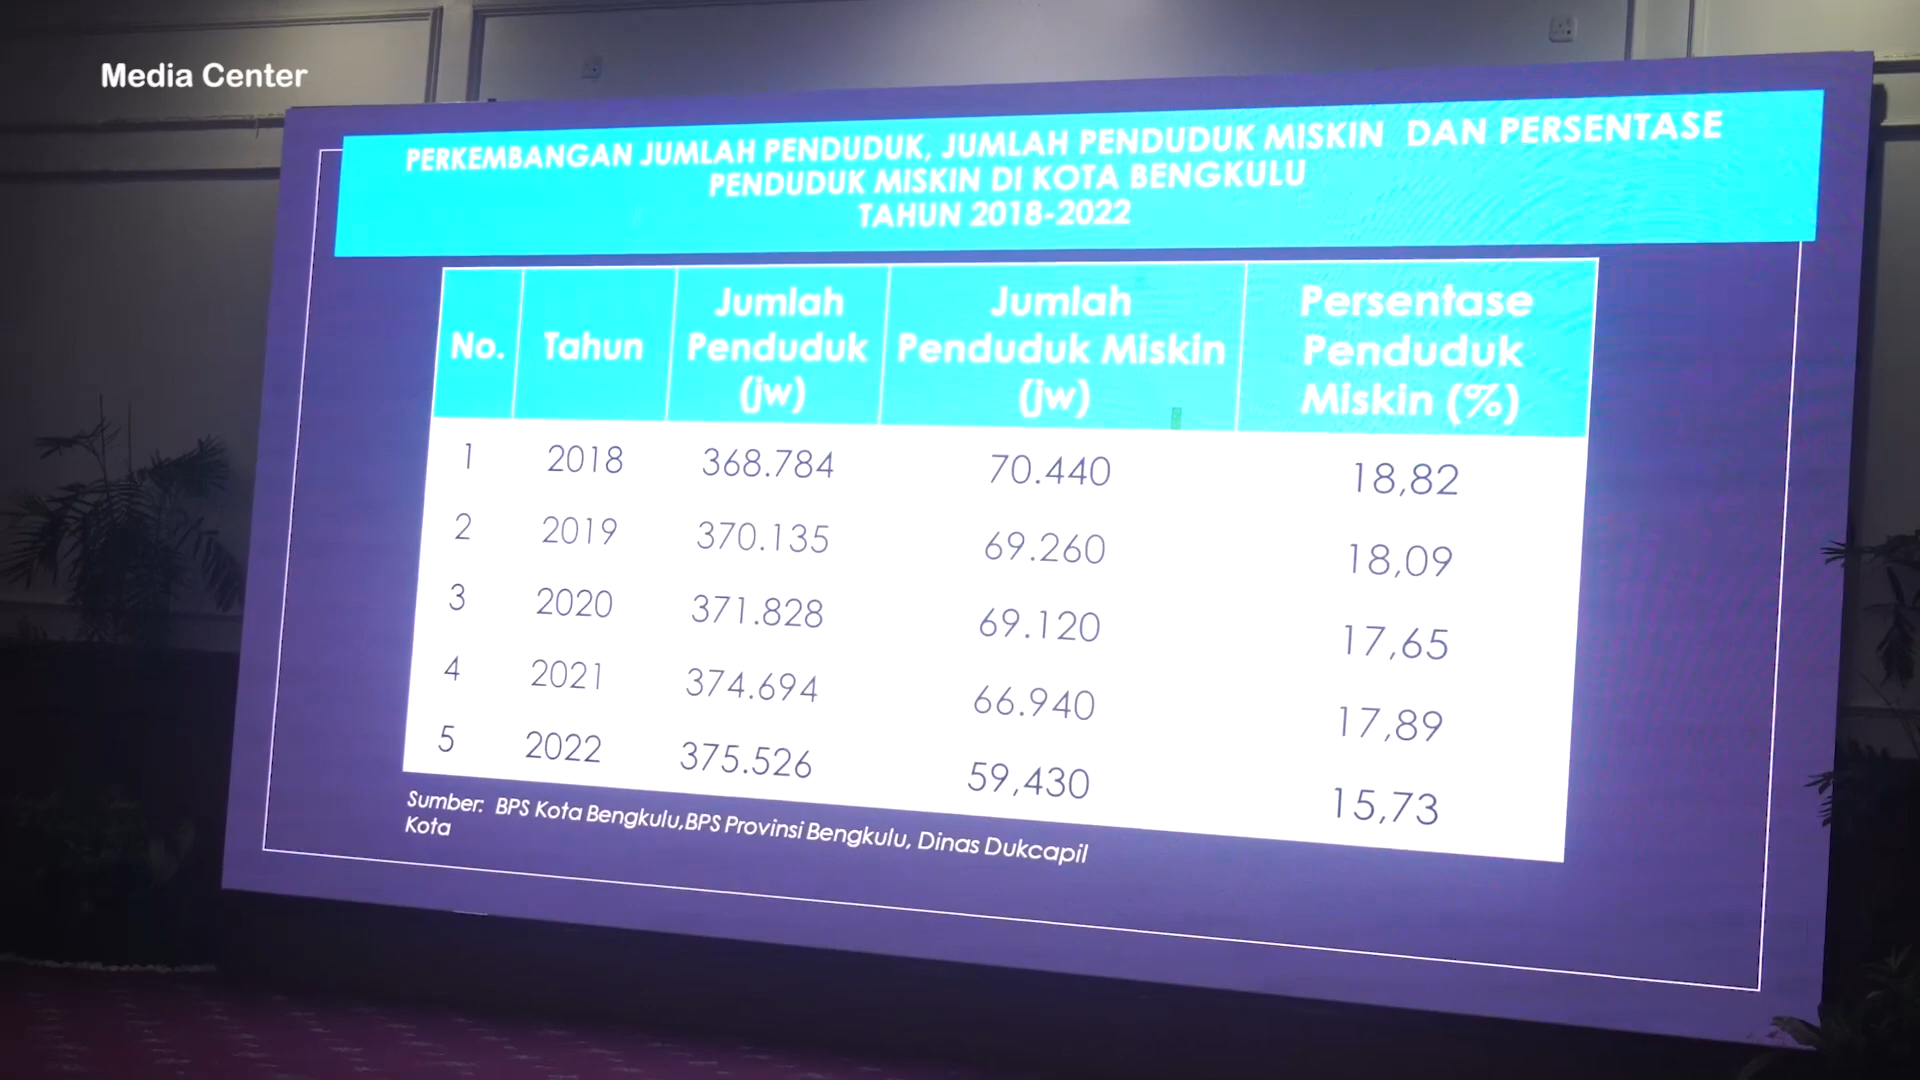 Media Center
PERKEMBANGAN JUMLAH PENDUDUK, JUMLAH PENDUDUK MISKIN DAN PERSENTASE
PENDUDUK MISKIN DI KOTA BENGKULU
TAHUN 2018-2022
No. Tahun Jumlah Penduduk (jw) Jumlah Penduduk Miskin (jw) Persentase Penduduk Miskin (%)
1 2018 368.784 70.440 18,82
2 2019 370.135 69.260 18,09
3 2020 371.828 69.120 17,65
4 2021 374.694 66.940 17,89
5 2022 375.526 59,430 15,73
Sumber: BPS Kota Bengkulu,BPS Provinsi Bengkulu, Dinas Dukcapil
Kota